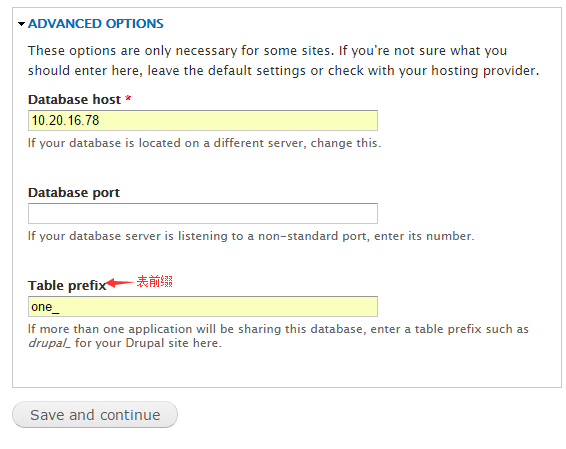 ADVANCED OPTIONS
These options are only necessary for some sites. If you're not sure what you
should enter here, leave the default settings or check with your hosting provider.
Database host *
10.20.16.78
If your database is located on a different server, change this.
Database port
If your database server is listening to a non-standard port, enter its number.
Table prefix 表前缀
one_
If more than one application will be sharing this database, enter a table prefix such as
drupal_ for your Drupal site here.
Save and continue